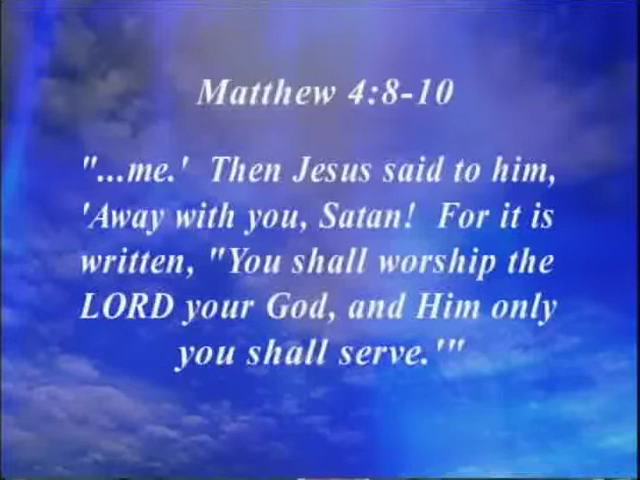 Matthew 4:8-10
"...me.' Then Jesus said to him,
'Away with you, Satan! For it is
written, "You shall worship the
LORD your God, and Him only
you shall serve.'"